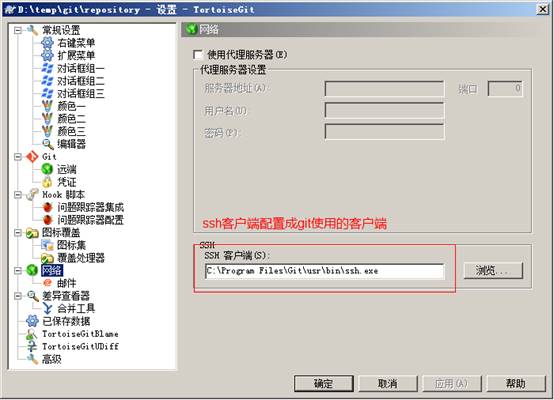 D:\temp\git\repository - 设置 - TortoiseGit
常规设置
右键菜单
扩展菜单
对话框组一
对话框组二
对话框组三
颜色一
颜色二
颜色三
编辑器
Git
远端
凭证
Hook 脚本
问题跟踪器集成
问题跟踪器配置
图标覆盖
图标集
覆盖处理器
网络
邮件
差异查看器
合并工具
已保存数据
TortoiseGitBlame
TortoiseGitUDiff
高级
网络
使用代理服务器(E)
代理服务器设置
服务器地址(A):
端口
0
用户名(U):
密码(P):
ssh客户端配置成git使用的客户端
SSH
SSH 客户端(S):
C:\Program Files\Git\usr\bin\ssh.exe
浏览...
确定
取消
应用(A)
帮助